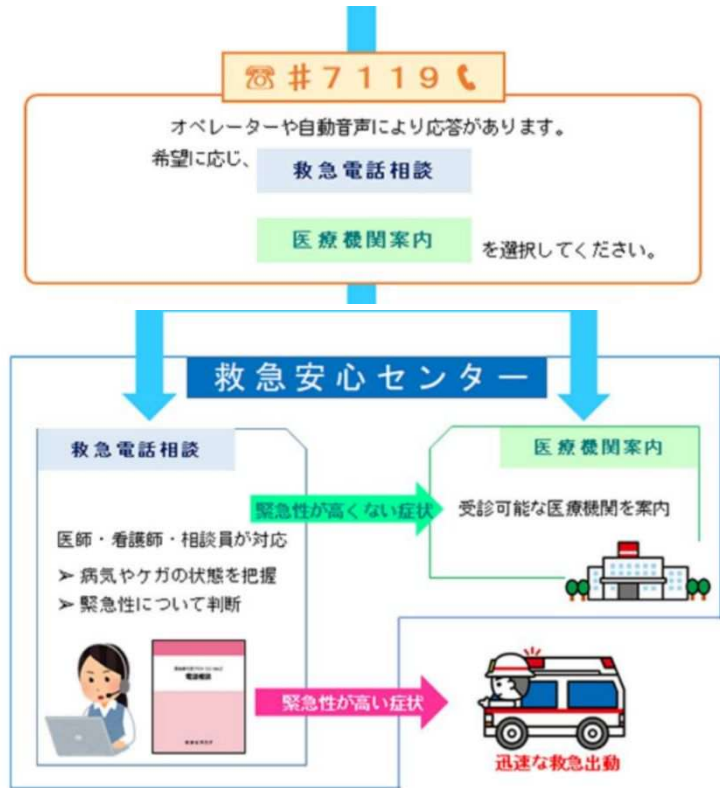 ☎#7119📞
オペレーターや自動音声により応答があります。
希望に応じ、
救急電話相談
医療機関案内
を選択してください。
救急安心センター
救急電話相談
医師・看護師・相談員が対応
➢ 病気やケガの状態を把握
➢ 緊急性について判断
電話相談
緊急性が高くない症状
医療機関案内
受診可能な医療機関を案内
緊急性が高い症状
迅速な救急出動